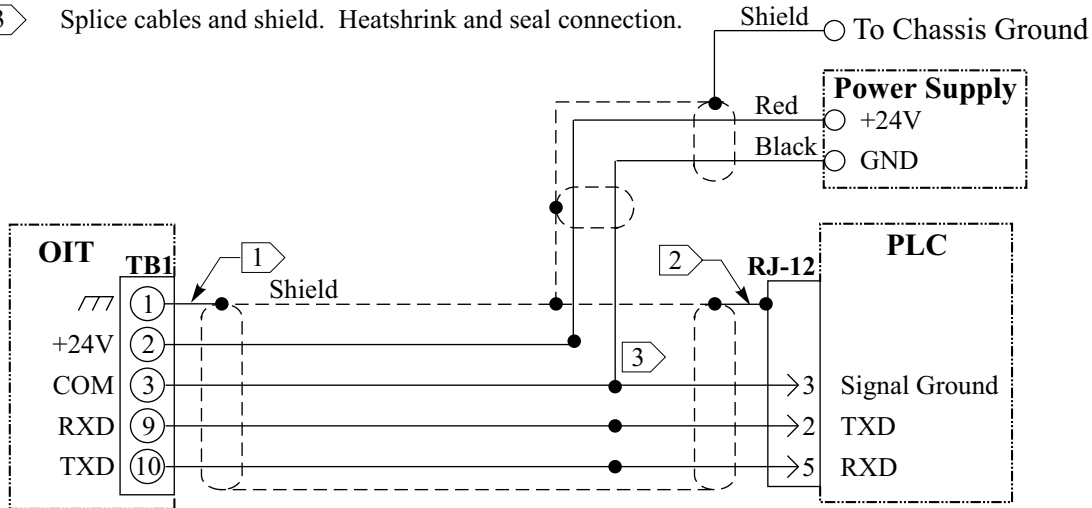 3 Splice cables and shield. Heatshrink and seal connection.
Shield
To Chassis Ground
Power Supply
Red
+24V
Black
GND
OIT
TB1
1
Shield
2
RJ-12
PLC
1
+24V
2
3
COM
3
3
Signal Ground
RXD
9
2
TXD
TXD
10
5
RXD